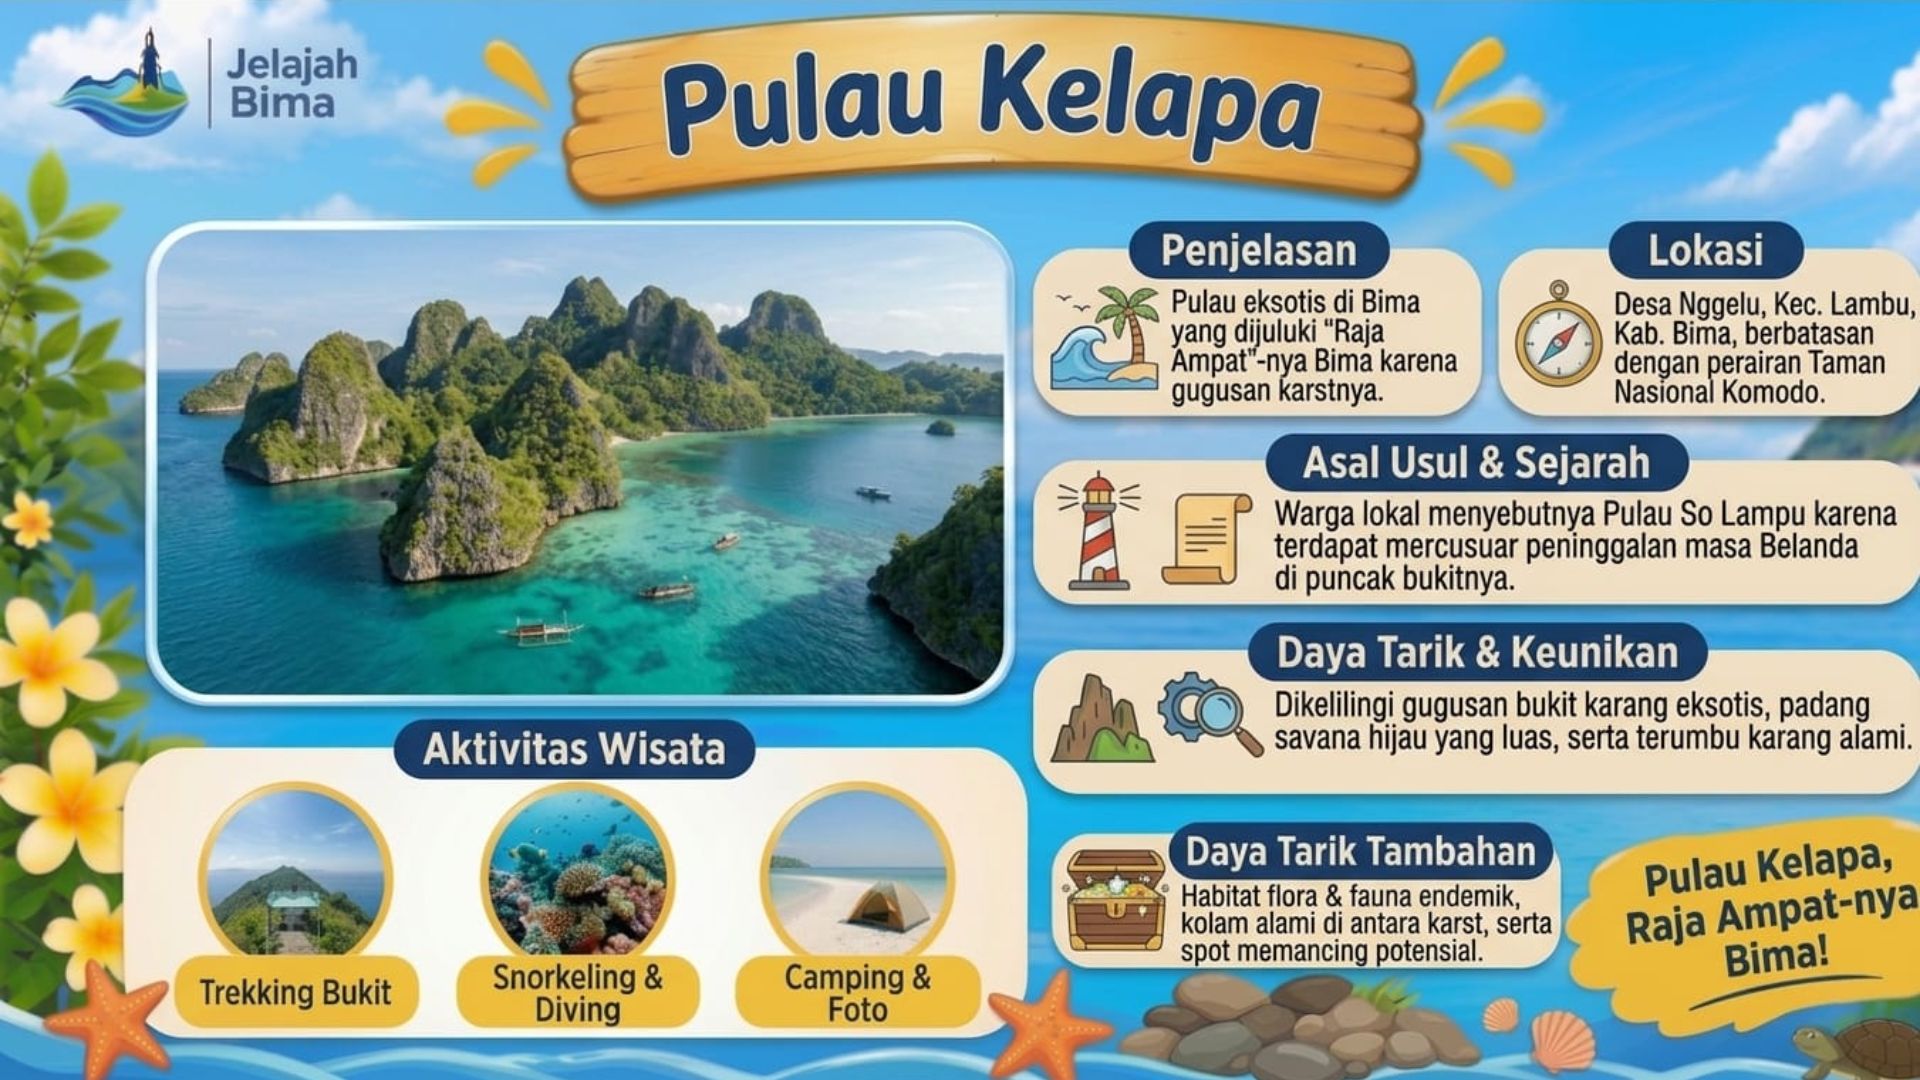 Jelajah
Bima
Pulau Kelapa
Penjelasan
Pulau eksotis di Bima
yang dijuluki "Raja
Ampat"-nya Bima karena
gugusan karstnya.
Lokasi
Desa Nggelu, Kec. Lambu,
Kab. Bima, berbatasan
dengan perairan Taman
Nasional Komodo.
Asal Usul & Sejarah
Warga lokal menyebutnya Pulau So Lampu karena
terdapat mercusuar peninggalan masa Belanda
di puncak bukitnya.
Daya Tarik & Keunikan
Dikelilingi gugusan bukit karang eksotis, padang
savana hijau yang luas, serta terumbu karang alami.
Aktivitas Wisata
Trekking Bukit
Snorkeling &
Diving
Camping &
Foto
Daya Tarik Tambahan
Habitat flora & fauna endemik,
kolam alami di antara karst, serta
spot memancing potensial.
Pulau Kelapa,
Raja Ampat-nya
Bima!